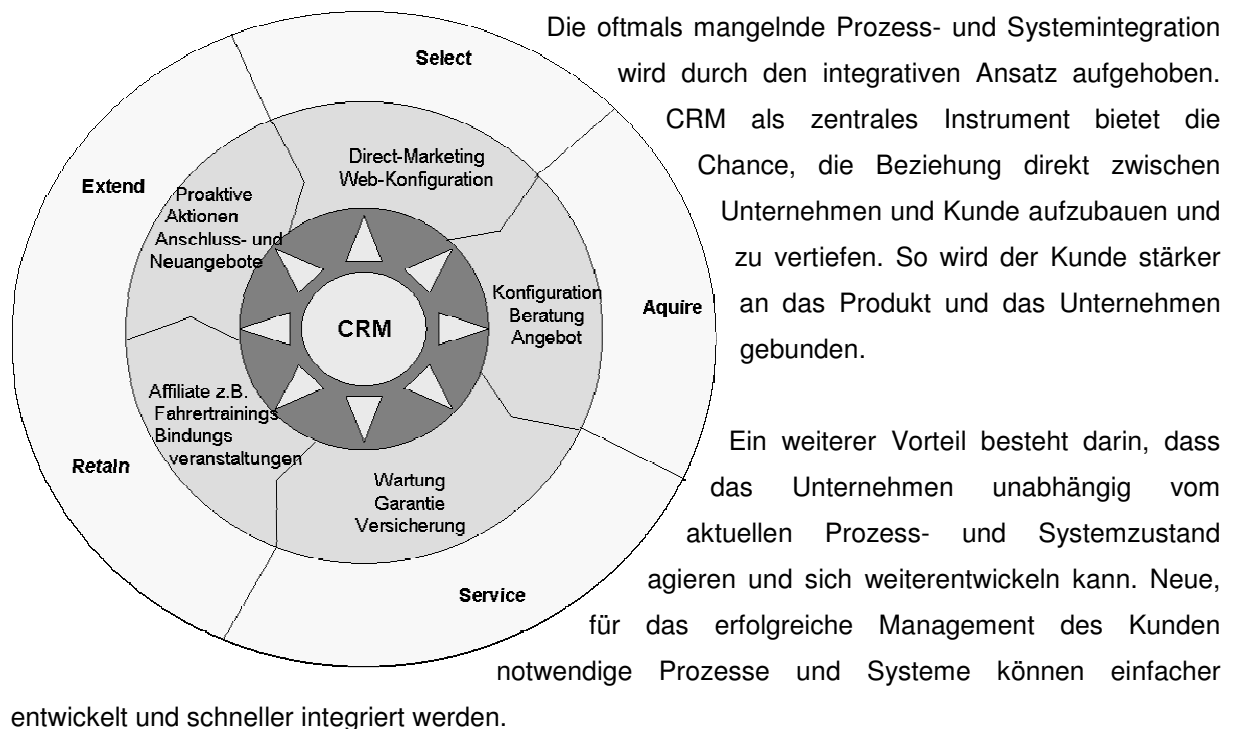 Select
Direct-Marketing
Web-Konfiguration
Extend
Proaktive
Aktionen
Anschluss- und
Neuangebote
Konfiguration
Beratung
Angebot
Aquire
CRM
Affiliate z.B.
Fahrertrainings
Bindungs
veranstaltungen
Retain
Wartung
Garantie
Versicherung
Service
Die oftmals mangelnde Prozess- und Systemintegration
wird durch den integrativen Ansatz aufgehoben.
CRM als zentrales Instrument bietet die
Chance, die Beziehung direkt zwischen
Unternehmen und Kunde aufzubauen und
zu vertiefen. So wird der Kunde stärker
an das Produkt und das Unternehmen
gebunden.
Ein weiterer Vorteil besteht darin, dass
das Unternehmen unabhängig vom
aktuellen Prozess- und Systemzustand
agieren und sich weiterentwickeln kann. Neue,
für das erfolgreiche Management des Kunden
notwendige Prozesse und Systeme können einfacher
entwickelt und schneller integriert werden.